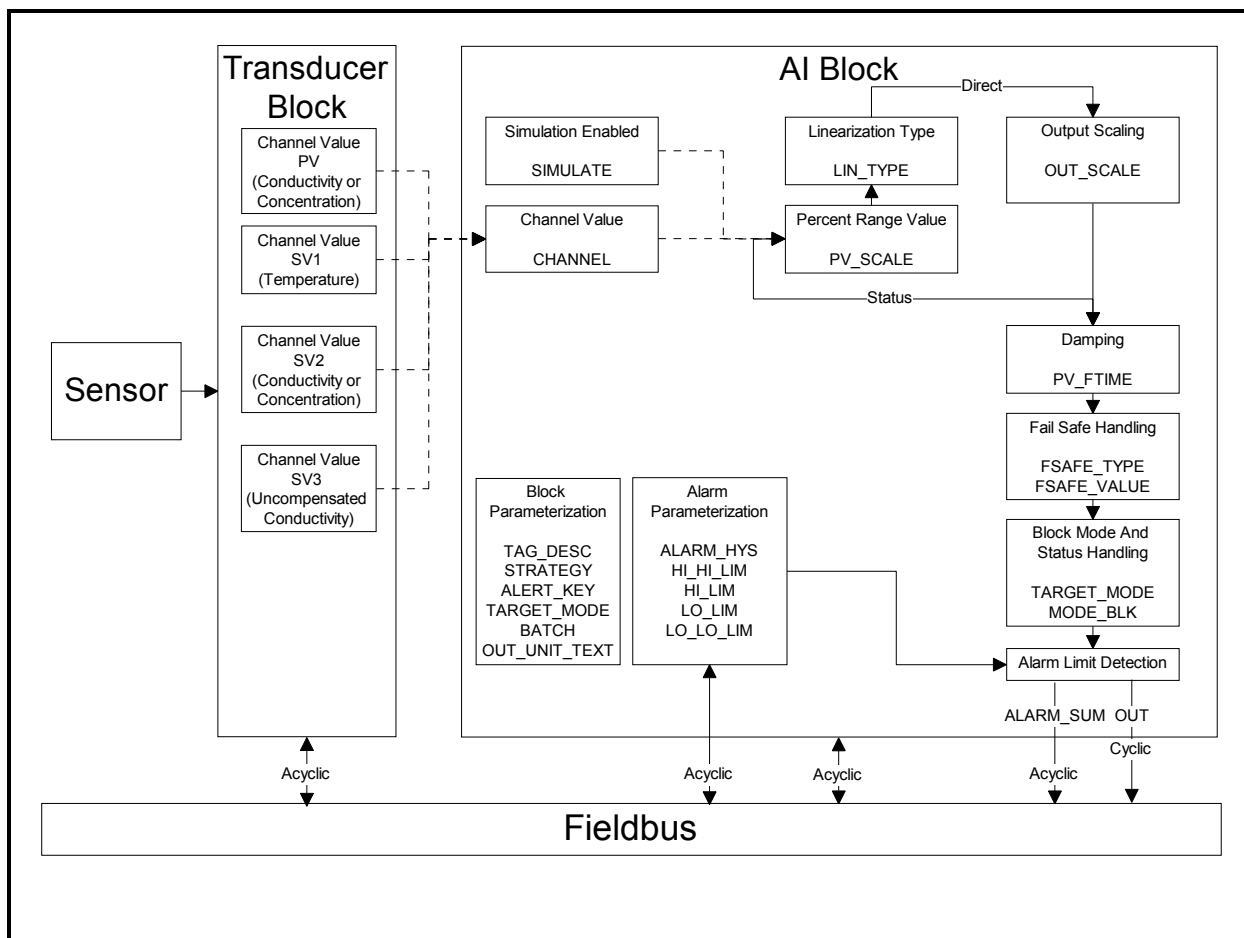 Transducer
Block
Channel Value
PV
(Conductivity or
Concentration)
Channel Value
SV1
(Temperature)
Channel Value
SV2
(Conductivity or
Concentration)
Channel Value
SV3
(Uncompensated
Conductivity)
Sensor
AI Block
Simulation Enabled
SIMULATE
Channel Value
CHANNEL
Linearization Type
LIN_TYPE
Percent Range Value
PV_SCALE
Direct
Output Scaling
OUT_SCALE
Status
Damping
PV_FTIME
Fail Safe Handling
FSAFE_TYPE
FSAFE_VALUE
Block Mode And
Status Handling
TARGET_MODE
MODE_BLK
Alarm Limit Detection
Block
Parameterization
TAG_DESC
STRATEGY
ALERT_KEY
TARGET_MODE
BATCH
OUT_UNIT_TEXT
Alarm
Parameterization
ALARM_HYS
HI_HI_LIM
HI_LIM
LO_LIM
LO_LO_LIM
ALARM_SUM
OUT
Cyclic
Acyclic
Acyclic
Acyclic
Acyclic
Fieldbus